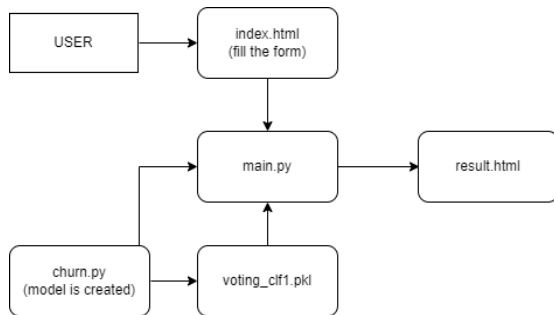 USER
index.html
(fill the form)
main.py
result.html
churn.py
(model is created)
voting_clf1.pkl